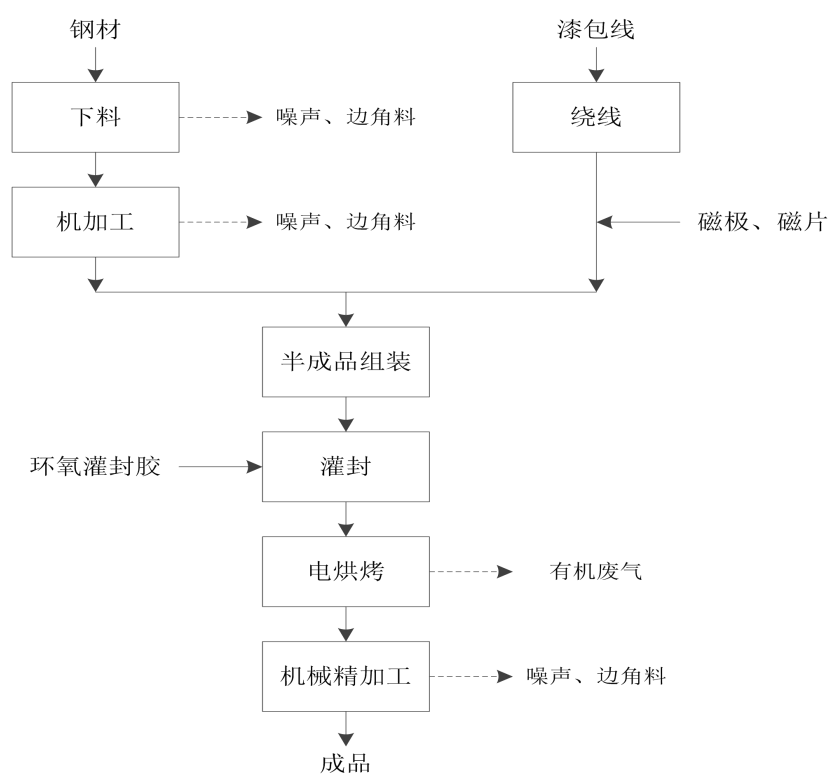 钢材
漆包线
下料
噪声、边角料
绕线
机加工
噪声、边角料
磁极、磁片
半成品组装
环氧灌封胶
灌封
电烘烤
有机废气
机械精加工
噪声、边角料
成品